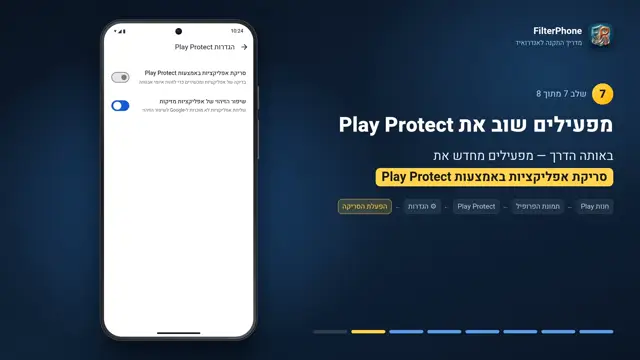 FilterPhone
מדריך התקנה לאנדרואיד
7
שלב 7 מתוך 8
מפעילים שוב את Play Protect
באותה הדרך — מפעילים מחדש את
סריקת אפליקציות באמצעות Play Protect
חנות Play ← תמונת הפרופיל ← Play Protect ← ⚙ הגדרות ← הפעלת הסריקה
10:24
הגדרות Play Protect
סריקת אפליקציות באמצעות Play Protect
שיפור הזיהוי של אפליקציות מזיקות